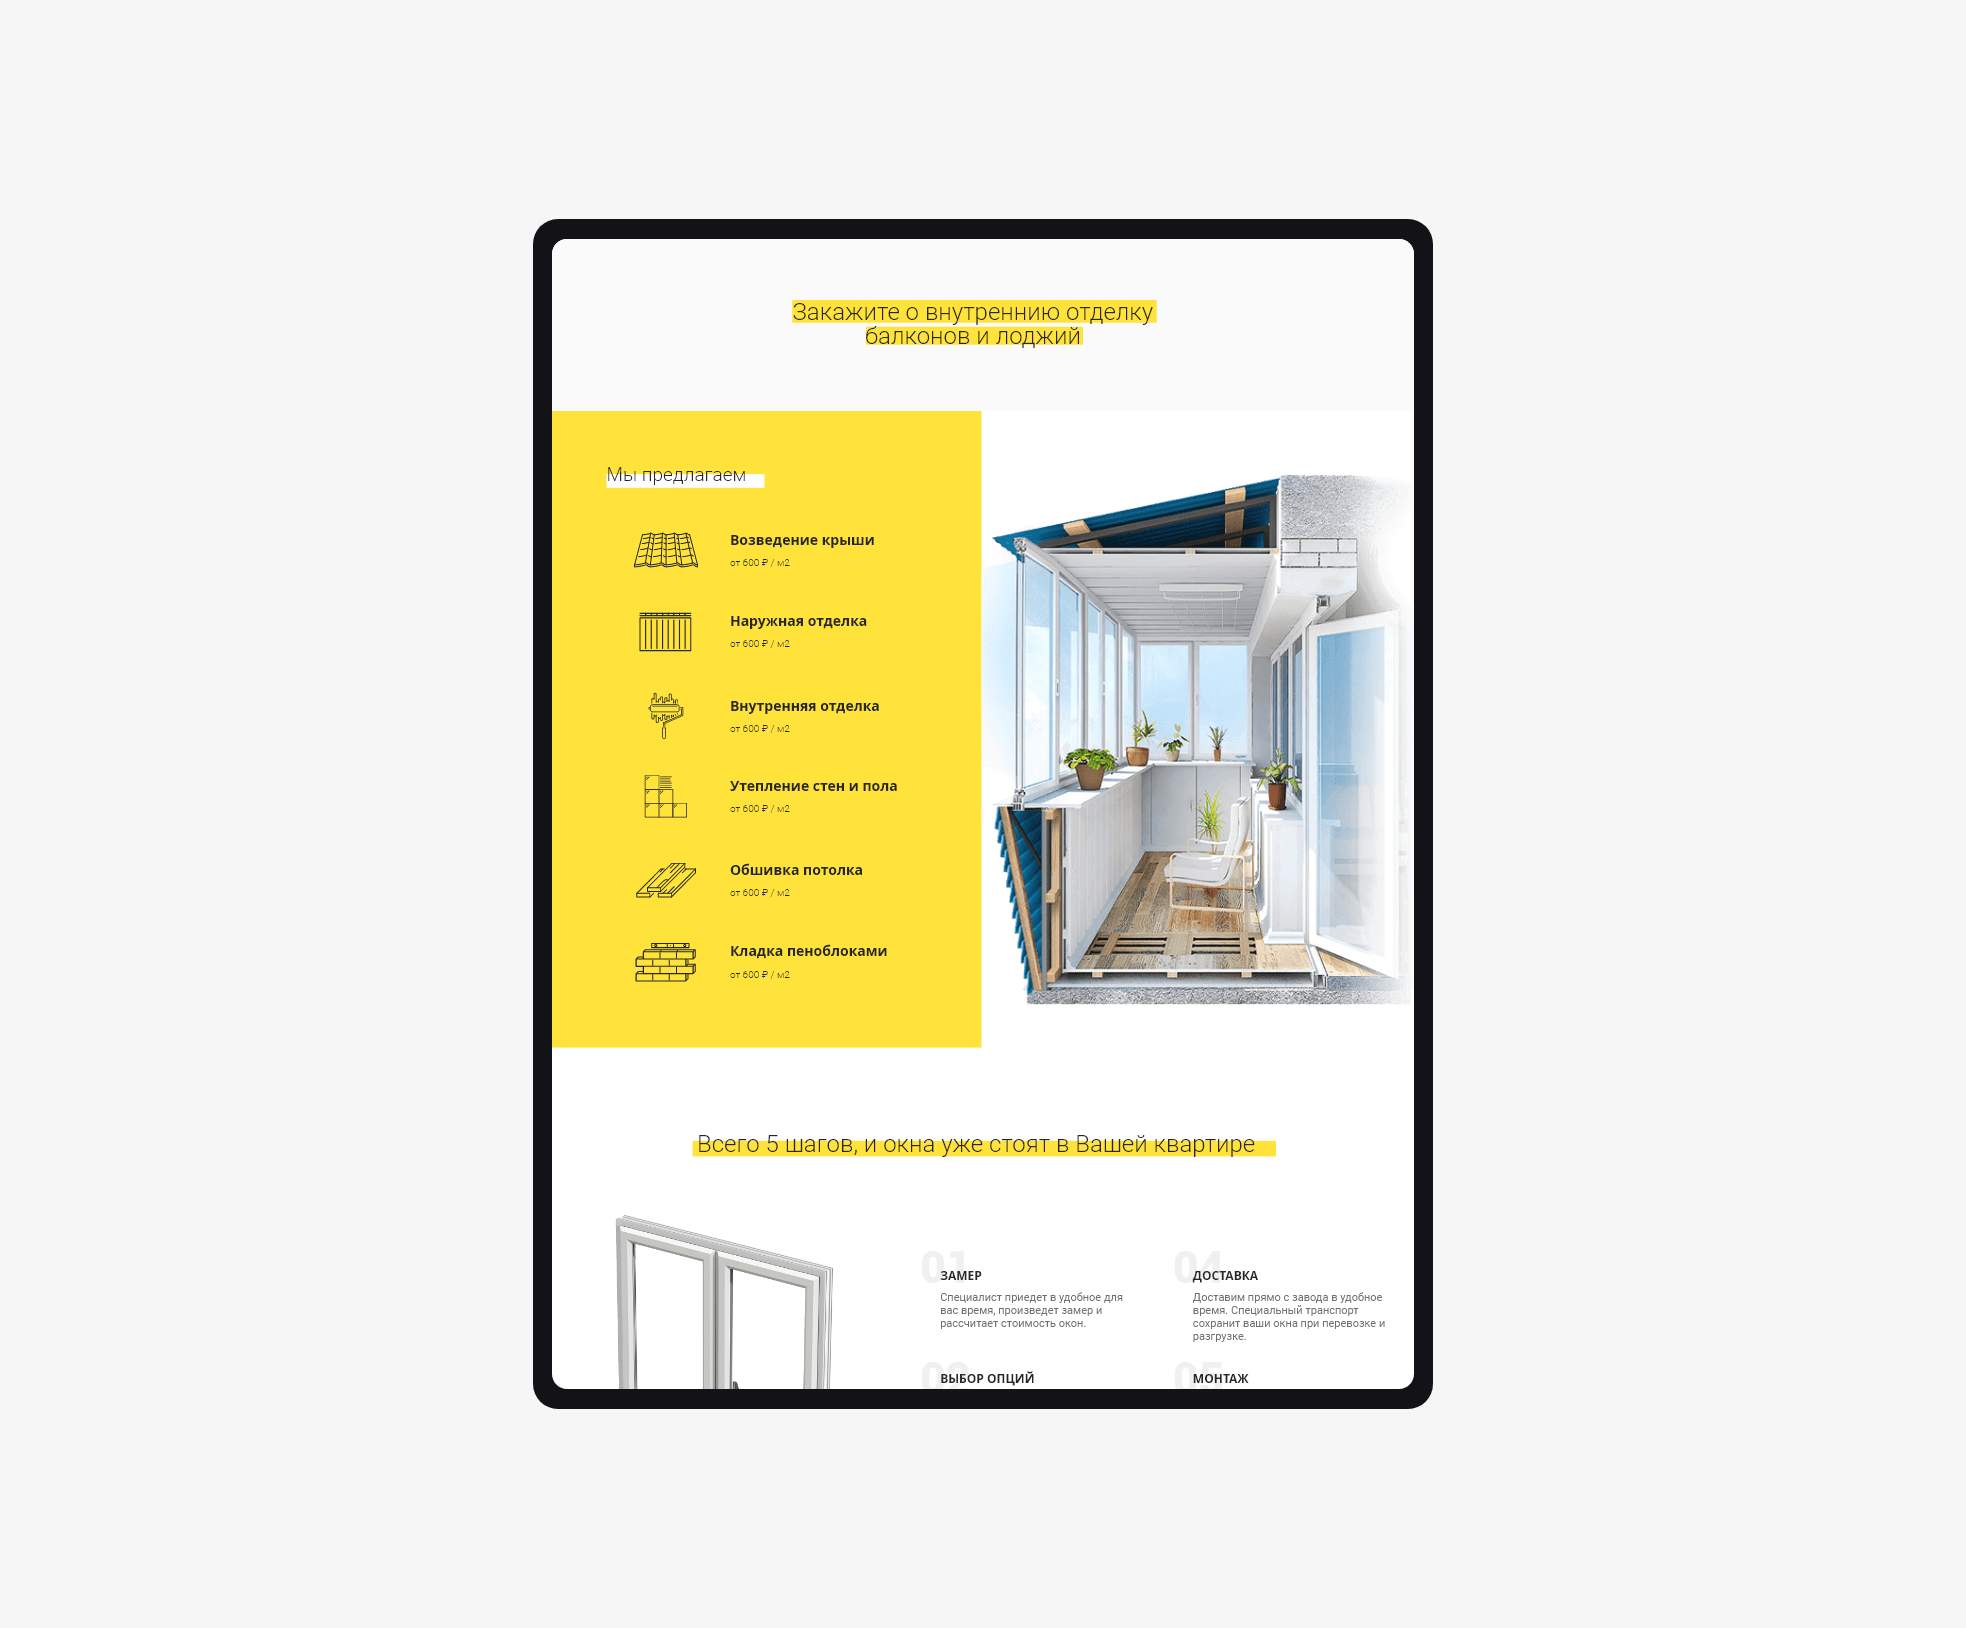 Закажите о внутреннию отделку
балконов и лоджий
Мы предлагаем
Возведение крыши
от 600 ₽ / м2
Наружная отделка
от 600 ₽ / м2
Внутренняя отделка
от 600 ₽ / м2
Утепление стен и пола
от 600 ₽ / м2
Обшивка потолка
от 600 ₽ / м2
Кладка пеноблоками
от 600 ₽ / м2
Всего 5 шагов, и окна уже стоят в Вашей квартире
01
ЗАМЕР
Специалист приедет в удобное для
вас время, произведет замер и
рассчитает стоимость окон.
04
ДОСТАВКА
Доставим прямо с завода в удобное
время. Специальный транспорт
сохранит ваши окна при перевозке и
разгрузке.
02
ВЫБОР ОПЦИЙ
05
МОНТАЖ